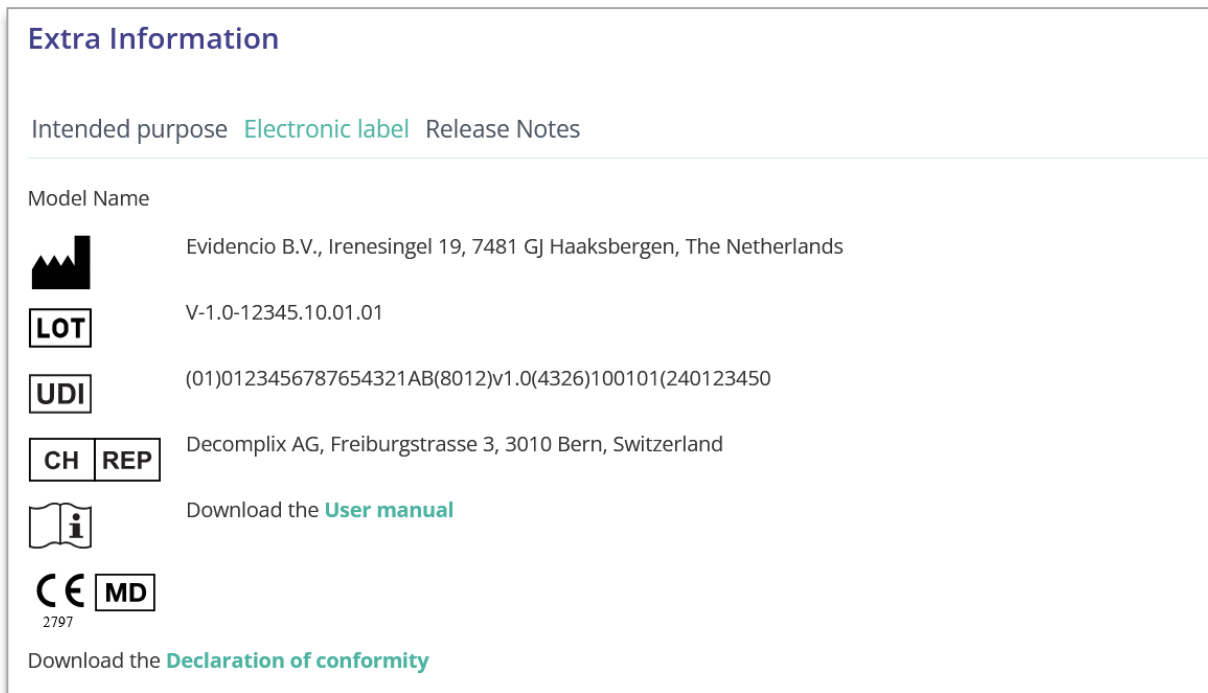 Extra Information
Intended purpose Electronic label Release Notes
Model Name
Evidencio B.V., Irenesingel 19, 7481 GJ Haaksbergen, The Netherlands
LOT V-1.0-12345.10.01.01
UDI (01)0123456787654321AB(8012)v1.0(4326)100101(240123450
CH REP Decomplix AG, Freiburgstrasse 3, 3010 Bern, Switzerland
i Download the User manual
CE MD
2797
Download the Declaration of conformity